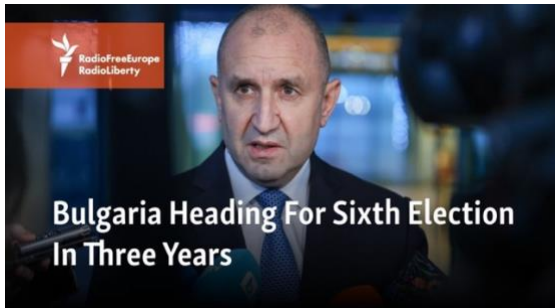 RadioFreeEurope
RadioLiberty
Bulgaria Heading For Sixth Election
In Three Years